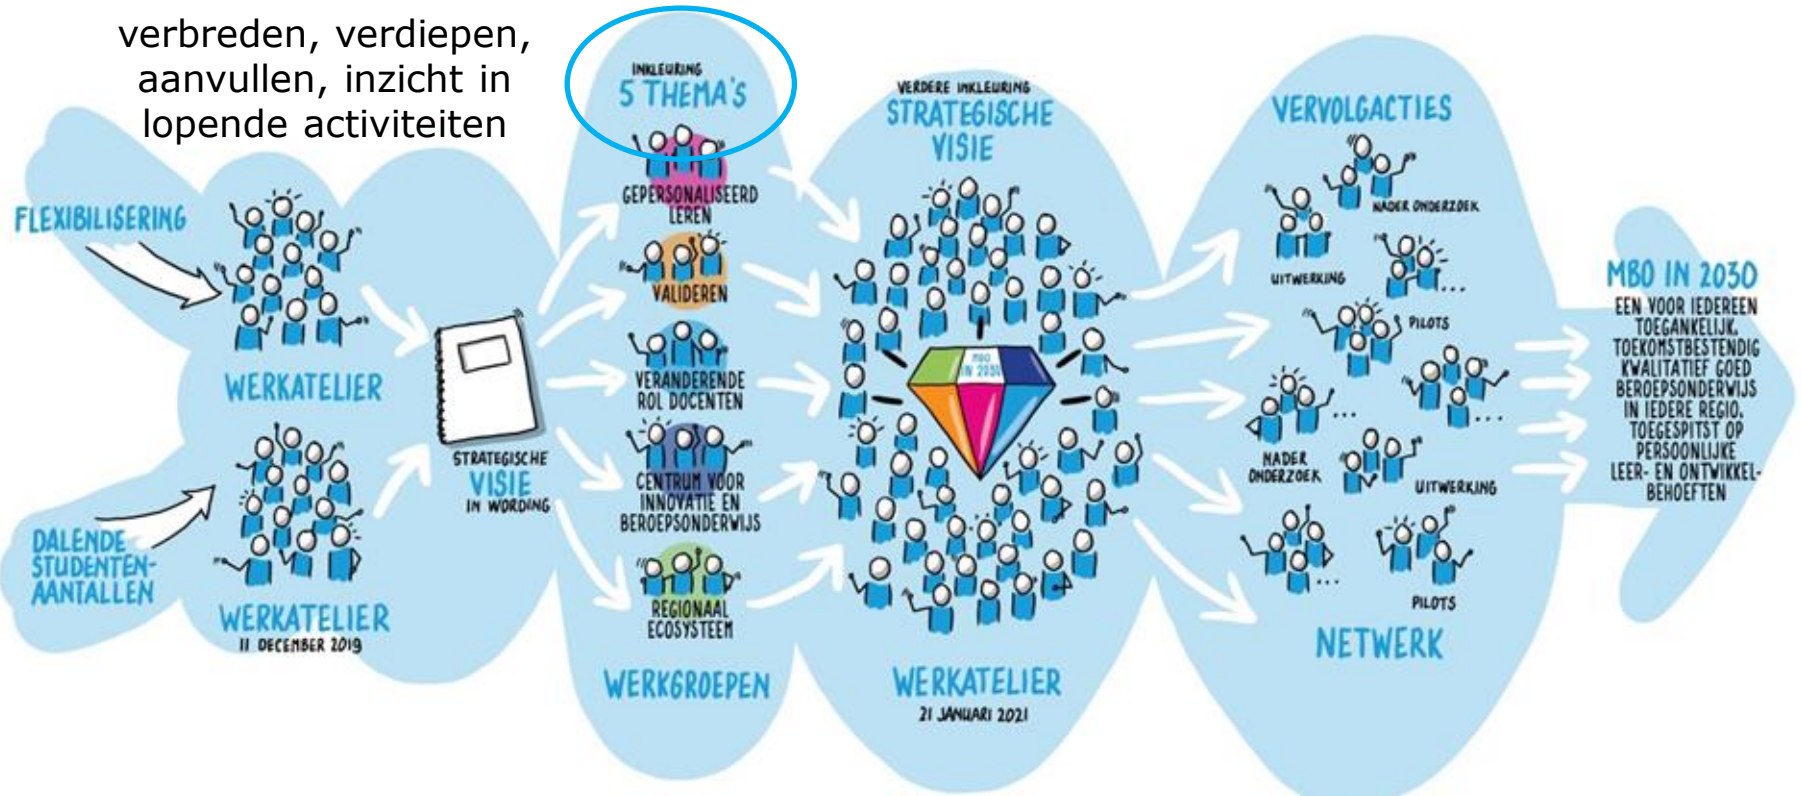 verbreden, verdiepen,
aanvullen, inzicht in
lopende activiteiten
FLEXIBILISERING
WERKATELIER
DALENDE
STUDENTEN-
AANTALLEN
WERKATELIER
11 DECEMBER 2019
STRATEGISCHE
VISIE
IN WORDING
INKLEURING
5 THEMA'S
GEPERSONALISEERD
LEREN
VALIDEREN
VERANDERENDE
ROL DOCENTEN
CENTRUM VOOR
INNOVATIE EN
BEROEPSONDERWIJS
REGIONAAL
ECOSYSTEEM
WERKGROEPEN
VERDERE INKLEURING
STRATEGISCHE
VISIE
MBO
IN 2030
WERKATELIER
21 JANUARI 2021
VERVOLGACTIES
NADER ONDERZOEK
UITWERKING
...
PILOTS
...
...
NADER
ONDERZOEK
UITWERKING
...
PILOTS
NETWERK
MBO IN 2030
EEN VOOR IEDEREEN
TOEGANKELIJK,
TOEKOMSTBESTENDIG
KWALITATIEF GOED
BEROEPSONDERWIJS
IN IEDERE REGIO,
TOEGESPITST OP
PERSOONLIJKE
LEER- EN ONTWIKKEL-
BEHOEFTEN